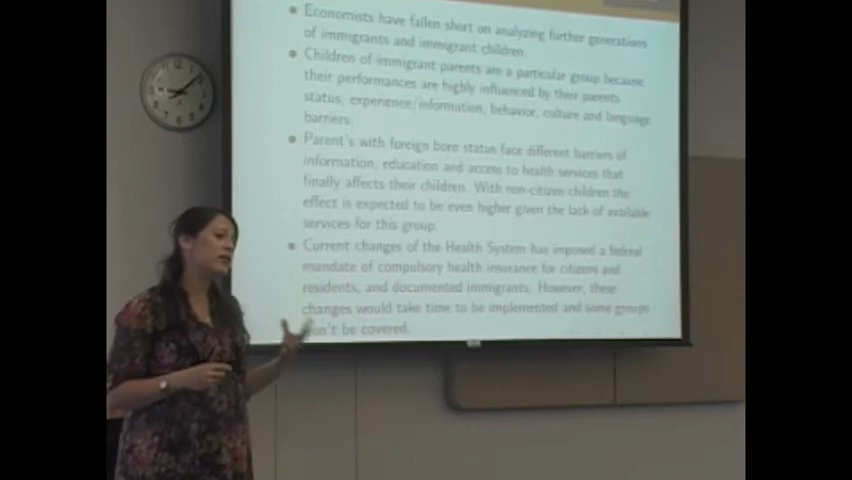 Economists have fallen short on analyzing further generations
of immigrants and immigrant children.
Children of immigrant parents are a particular group because
their performances are highly influenced by their parents
status, experience/information, behavior, culture and language
barriers.
Parent's with foreign born status face different barriers of
information, education and access to health services that
finally affects their children. With non-citizen children the
effect is expected to be even higher given the lack of available
services for this group.
Current changes of the Health System has imposed a federal
mandate of compulsory health insurance for citizens and
residents, and documented immigrants. However, these
changes would take time to be implemented and some groups
be covered.